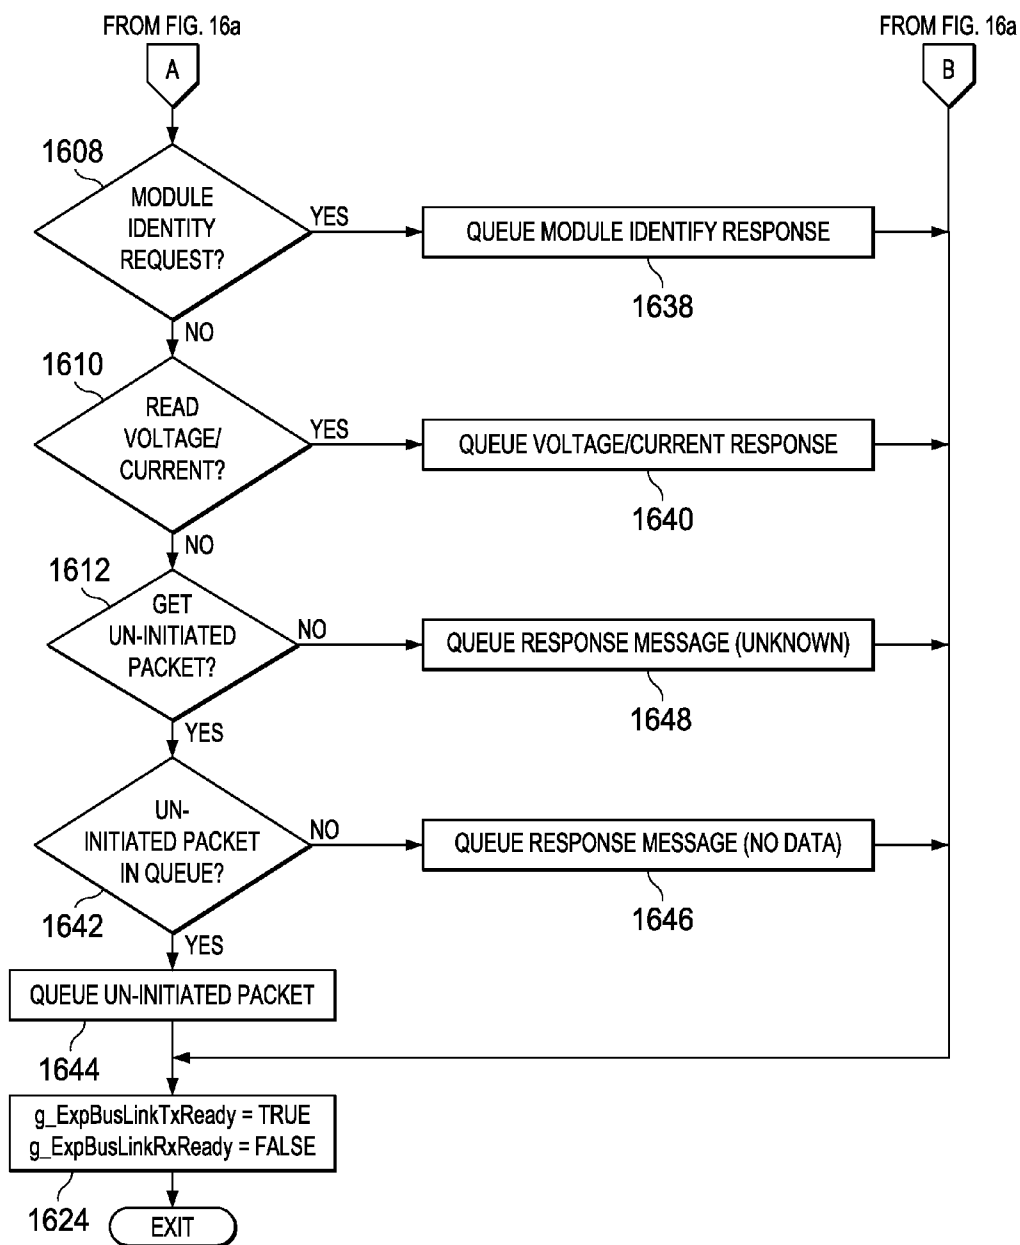 FROM FIG. 16a
FROM FIG. 16a
A
B
1608
MODULE
IDENTITY
REQUEST?
YES
QUEUE MODULE IDENTIFY RESPONSE
1638
NO
1610
READ
VOLTAGE/
CURRENT?
YES
QUEUE VOLTAGE/CURRENT RESPONSE
1640
NO
1612
GET
UN-INITIATED
PACKET?
NO
QUEUE RESPONSE MESSAGE (UNKNOWN)
1648
YES
UN-
INITIATED PACKET
IN QUEUE?
NO
QUEUE RESPONSE MESSAGE (NO DATA)
1642
1646
YES
QUEUE UN-INITIATED PACKET
1644
g_ExpBusLinkTxReady = TRUE
g_ExpBusLinkRxReady = FALSE
1624
EXIT